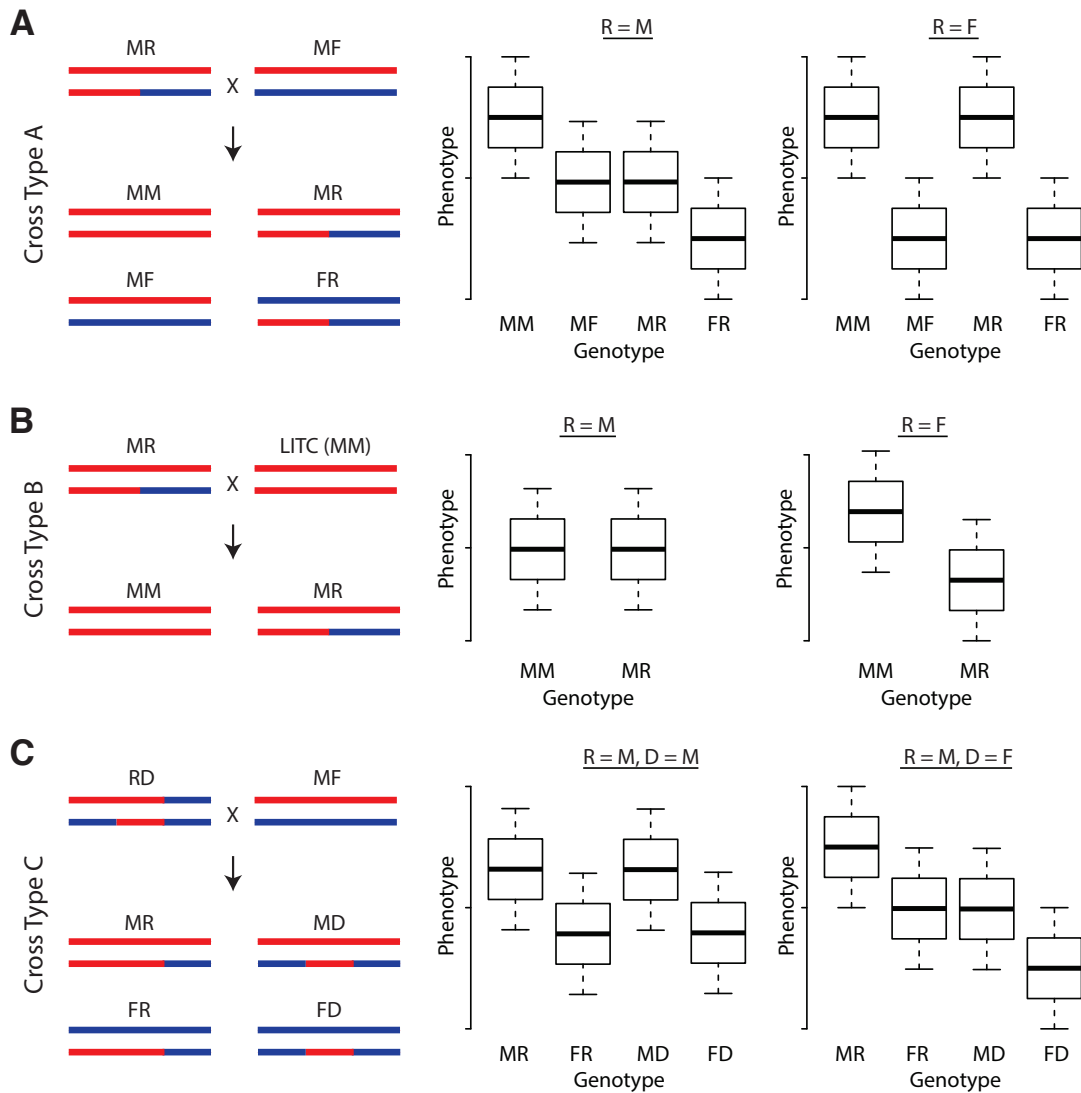 A
Cross Type A
MR
MF
X
MM
MR
MF
FR
R = M
Phenotype
MM
MF
MR
FR
Genotype
R = F
Phenotype
MM
MF
MR
FR
Genotype
B
Cross Type B
MR
LITC (MM)
X
MM
MR
R = M
Phenotype
MM
MR
Genotype
R = F
Phenotype
MM
MR
Genotype
C
Cross Type C
RD
MF
X
MR
MD
FR
FD
R = M, D = M
Phenotype
MR
FR
MD
FD
Genotype
R = M, D = F
Phenotype
MR
FR
MD
FD
Genotype